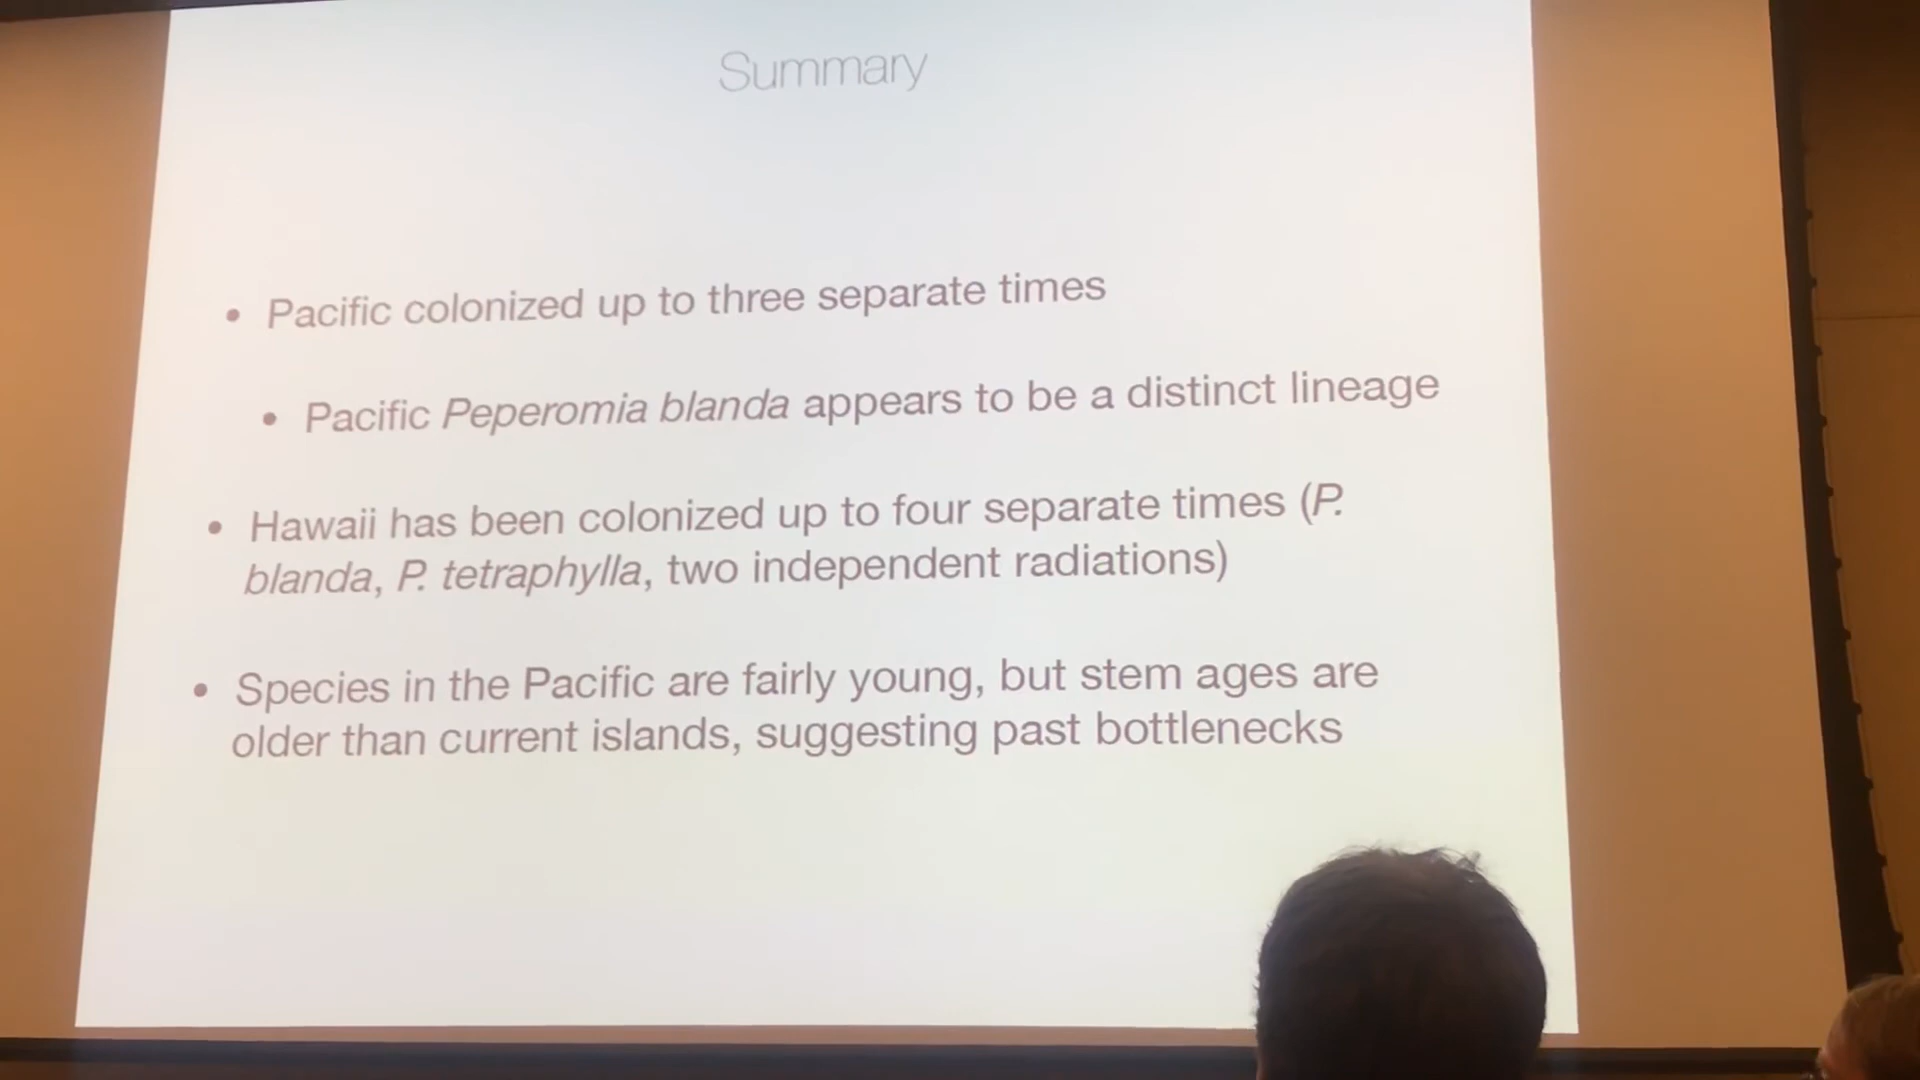 Summary
• Pacific colonized up to three separate times
• Pacific Peperomia blanda appears to be a distinct lineage
• Hawaii has been colonized up to four separate times (P.
blanda, P. tetraphylla, two independent radiations)
• Species in the Pacific are fairly young, but stem ages are
older than current islands, suggesting past bottlenecks